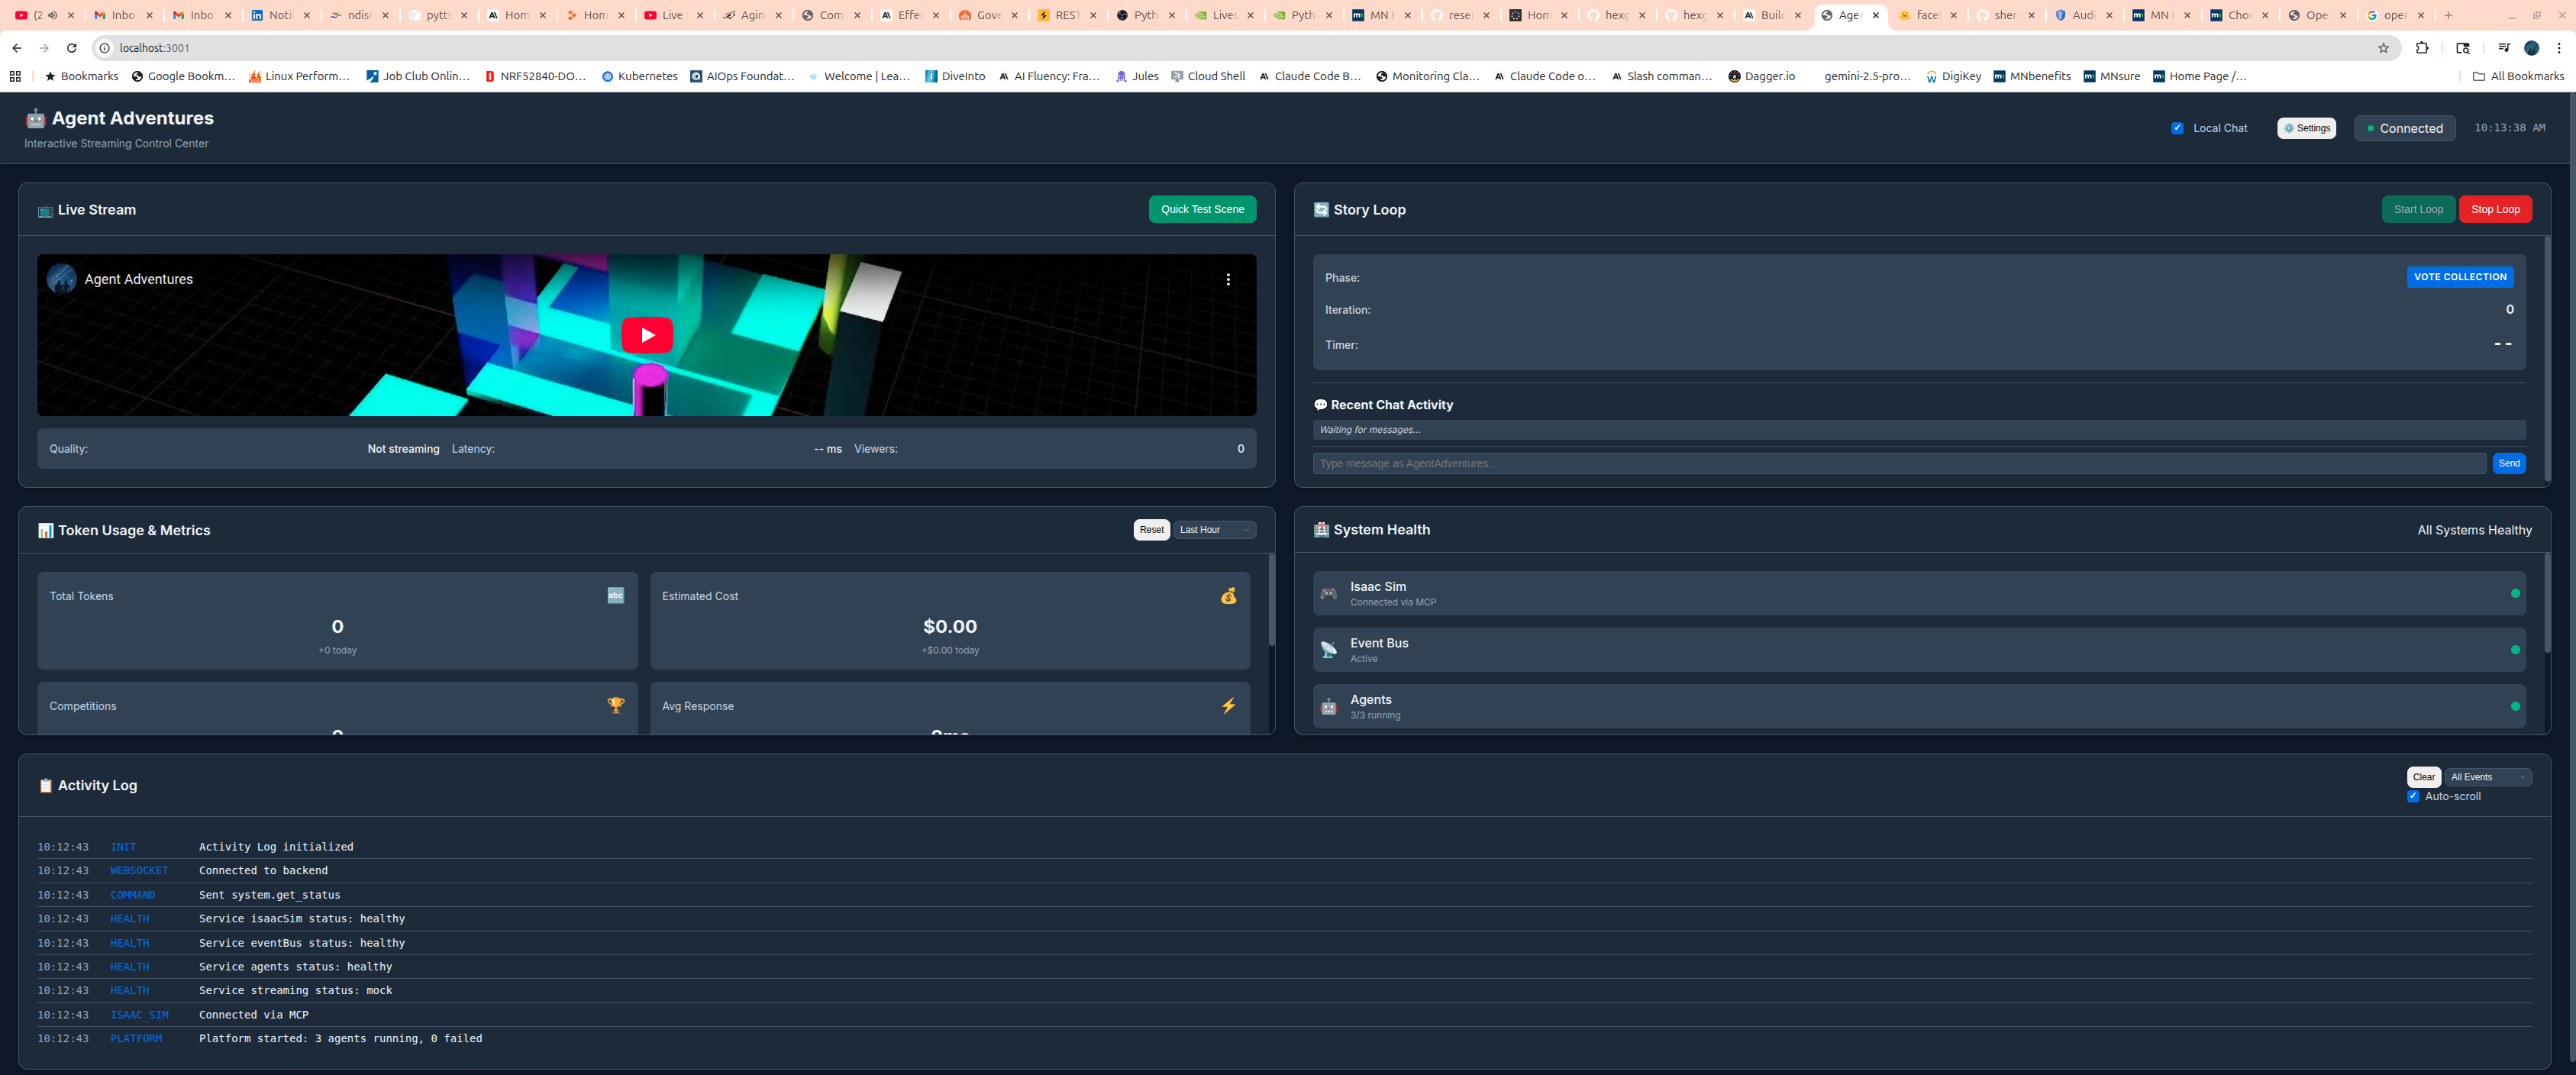 (2
Inbo
Inbo
Noti
ndisr
pytt
Hom
Hom
Live
Agin
Com
Effec
Gove
REST
Pyth
Lives
Pyth
MN
rese
Hom
hexg
hexg
Build
Age
face
sher
Audi
MN
Cho
Ope
oper
localhost:3001
Bookmarks
Google Bookm...
Linux Perform...
Job Club Onlin...
NRF52840-DO...
Kubernetes
AIOps Foundat...
Welcome | Lea...
DiveInto
AI Fluency: Fra...
Jules
Cloud Shell
Claude Code B...
Monitoring Cla...
Claude Code o...
Slash comman...
Dagger.io
gemini-2.5-pro...
DigiKey
MNbenefits
MNsure
Home Page /...
All Bookmarks
Agent Adventures
Interactive Streaming Control Center
Local Chat
Settings
Connected
10:13:38 AM
Live Stream
Quick Test Scene
Agent Adventures
Quality: Not streaming Latency: -- ms Viewers: 0
Story Loop
Start Loop
Stop Loop
Phase: VOTE COLLECTION
Iteration: 0
Timer: --
Recent Chat Activity
Waiting for messages...
Type message as AgentAdventures...
Send
Token Usage & Metrics
Reset
Last Hour
Total Tokens
abc
0
+0 today
Estimated Cost
$0.00
+$0.00 today
Competitions
0
Avg Response
0ms
System Health
All Systems Healthy
Isaac Sim
Connected via MCP
Event Bus
Active
Agents
3/3 running
Activity Log
Clear
All Events
Auto-scroll
10:12:43 INIT Activity Log initialized
10:12:43 WEBSOCKET Connected to backend
10:12:43 COMMAND Sent system.get_status
10:12:43 HEALTH Service isaacSim status: healthy
10:12:43 HEALTH Service eventBus status: healthy
10:12:43 HEALTH Service agents status: healthy
10:12:43 HEALTH Service streaming status: mock
10:12:43 ISAAC_SIM Connected via MCP
10:12:43 PLATFORM Platform started: 3 agents running, 0 failed